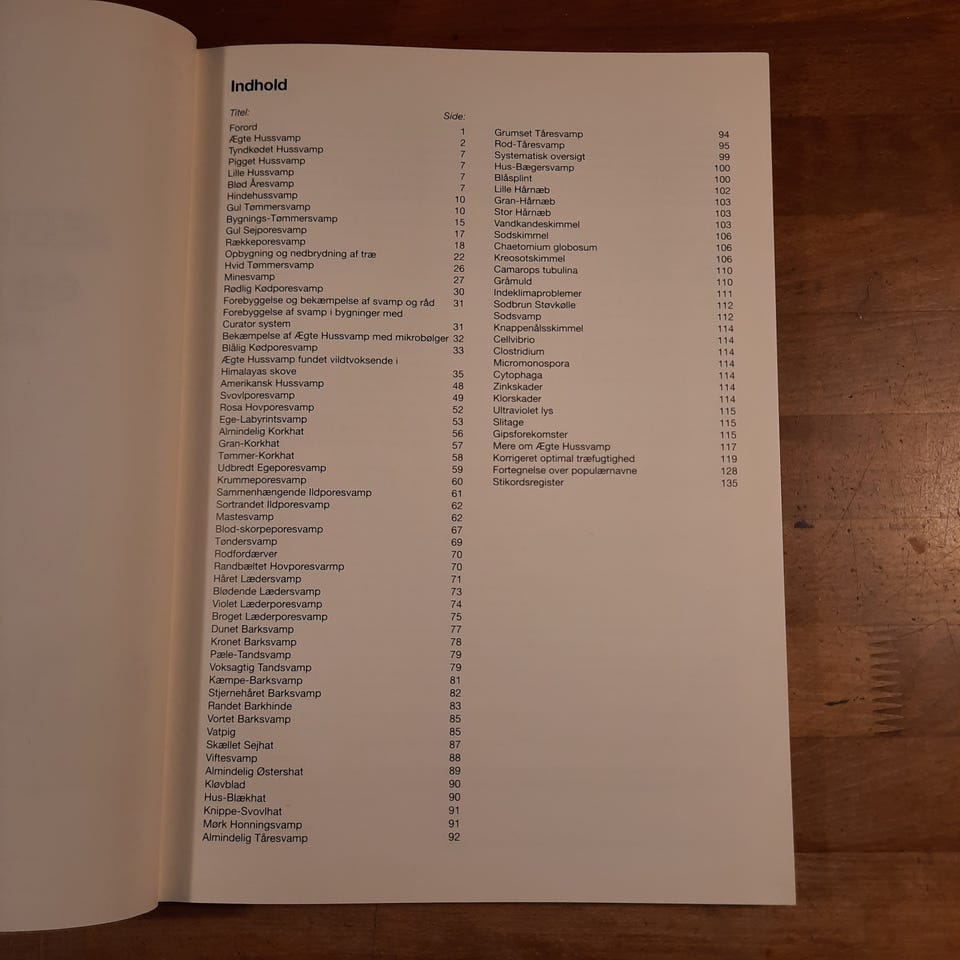 Indhold
Titel: Side:
Forord 1
Ægte Hussvamp 2
Tyndkødet Hussvamp 7
Pigget Hussvamp 7
Lille Hussvamp 7
Blød Åresvamp 7
Hindehussvamp 10
Gul Tømmersvamp 10
Bygnings-Tømmersvamp 15
Gul Sejporesvamp 17
Rækkeporesvamp 18
Opbygning og nedbrydning af træ 22
Hvid Tømmersvamp 26
Minesvamp 27
Rødlig Kødporesvamp 30
Forebyggelse og bekæmpelse af svamp og råd 31
Forebyggelse af svamp i bygninger med
Curator system 31
Bekæmpelse af Ægte Hussvamp med mikrobølger 32
Blålig Kødporesvamp 33
Ægte Hussvamp fundet vildtvoksende i
Himalayas skove 35
Amerikansk Hussvamp 48
Svovlporesvamp 49
Rosa Hovporesvamp 52
Ege-Labyrintsvamp 53
Almindelig Korkhat 56
Gran-Korkhat 57
Tømmer-Korkhat 58
Udbredt Egeporesvamp 59
Krummeporesvamp 60
Sammenhængende Ildporesvamp 61
Sortrandet Ildporesvamp 62
Mastesvamp 62
Blod-skorpeporesvamp 67
Tøndersvamp 69
Rodfordærver 70
Randbæltet Hovporesvarmp 70
Håret Lædersvamp 71
Blødende Lædersvamp 73
Violet Læderporesvamp 74
Broget Læderporesvamp 75
Dunet Barksvamp 77
Kronet Barksvamp 78
Pæle-Tandsvamp 79
Voksagtig Tandsvamp 79
Kæmpe-Barksvamp 81
Stjernehåret Barksvamp 82
Randet Barkhinde 83
Vortet Barksvamp 85
Vatpig 85
Skællet Sejhat 87
Viftesvamp 88
Almindelig Østershat 89
Kløvblad 90
Hus-Blækhat 90
Knippe-Svovlhat 91
Mørk Honningsvamp 91
Almindelig Tåresvamp 92
Grumset Tåresvamp 94
Rod-Tåresvamp 95
Systematisk oversigt 99
Hus-Bægersvamp 100
Blåsplint 100
Lille Hårnæb 102
Gran-Hårnæb 103
Stor Hårnæb 103
Vandkandeskimmel 103
Sodskimmel 106
Chaetomium globosum 106
Kreosotskimmel 106
Camarops tubulina 110
Gråmuld 110
Indeklimaproblemer 111
Sodbrun Støvkølle 112
Sodsvamp 112
Knappenålsskimmel 114
Cellvibrio 114
Clostridium 114
Micromonospora 114
Cytophaga 114
Zinkskader 114
Klorskader 114
Ultraviolet lys 115
Slitage 115
Gipsforekomster 115
Mere om Ægte Hussvamp 117
Korrigeret optimal træfugtighed 119
Fortegnelse over populærnavne 128
Stikordsregister 135